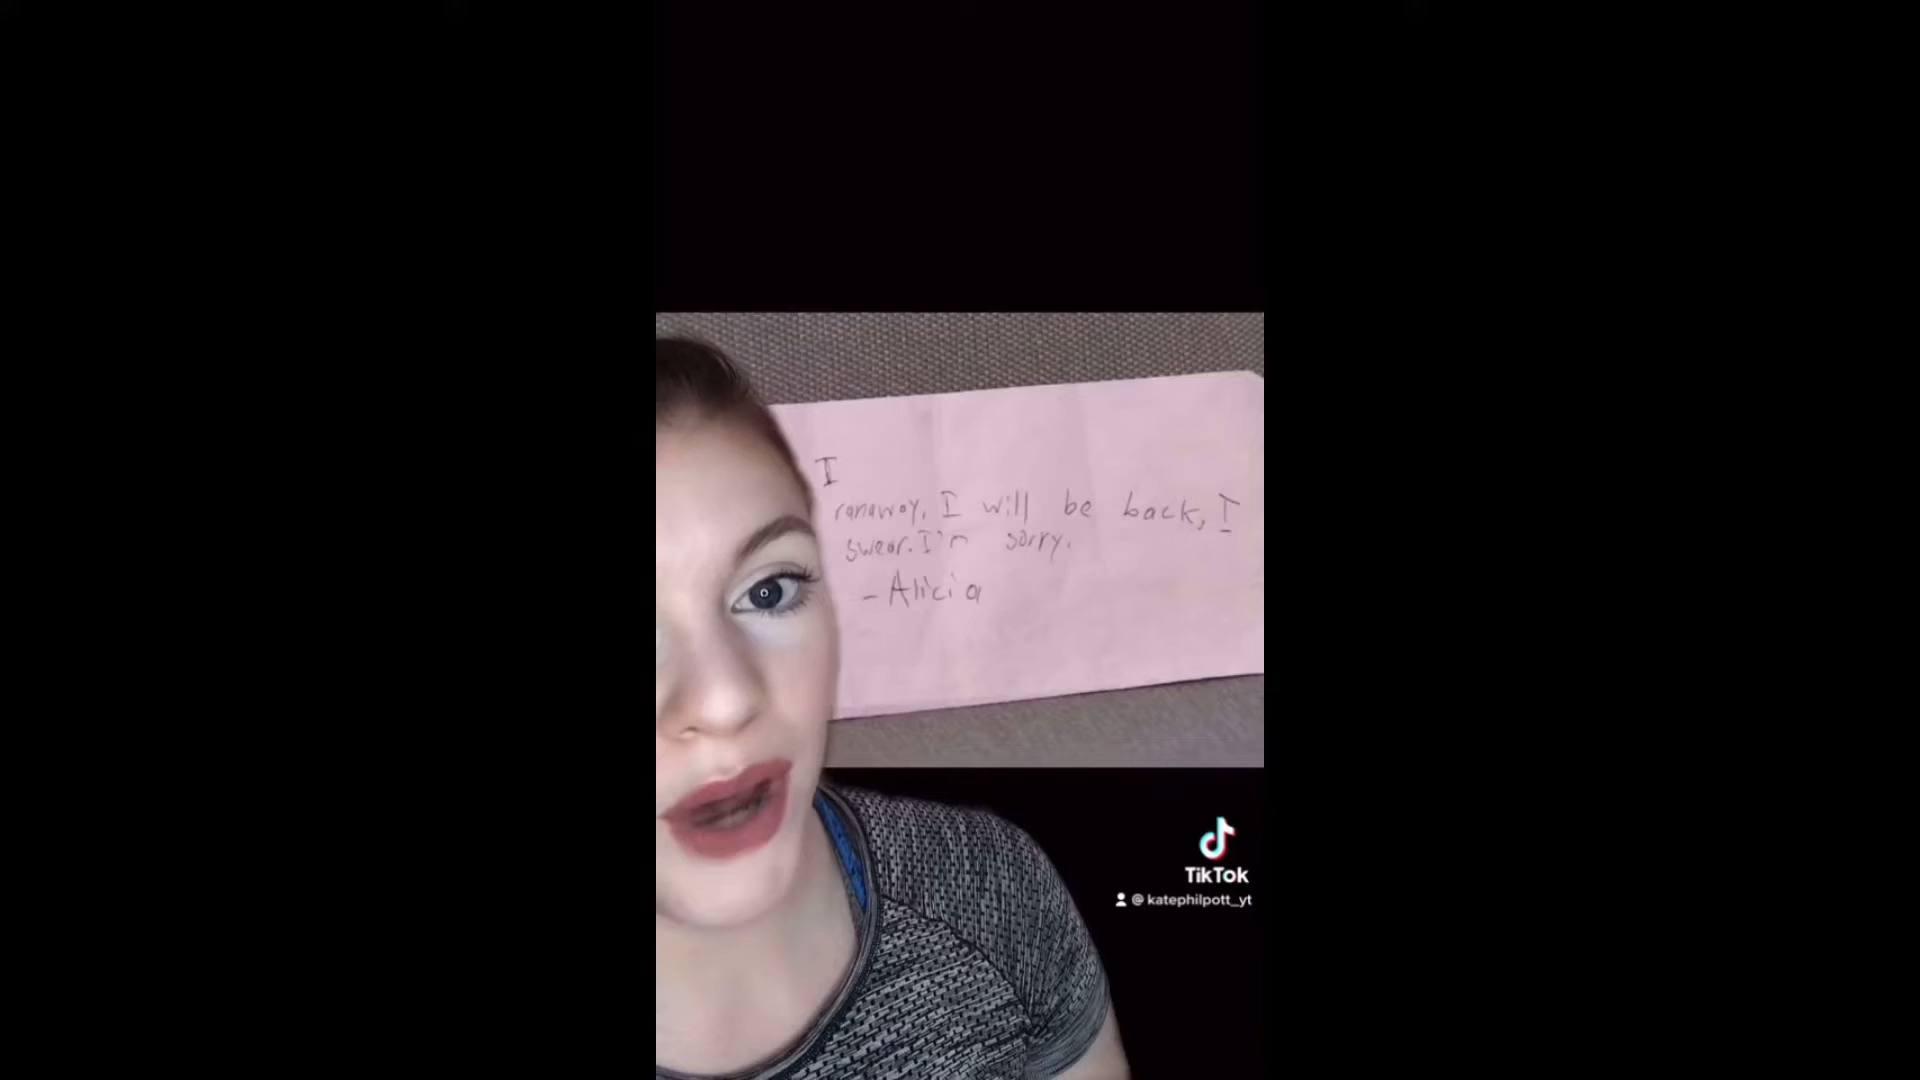 I
ranaway. I will be back, I
swear. I'm sorry.
- Alicia
TikTok
@ katephilpott_yt